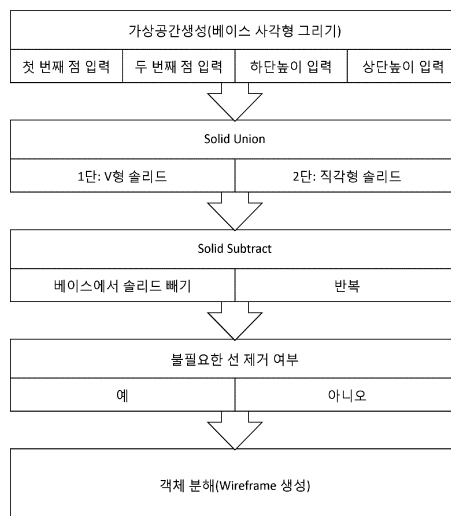 가상공간생성(베이스 사각형 그리기)
첫 번째 점 입력
두 번째 점 입력
하단높이 입력
상단높이 입력
Solid Union
1단: V형 솔리드
2단: 직각형 솔리드
Solid Subtract
베이스에서 솔리드 빼기
반복
불필요한 선 제거 여부
예
아니오
객체 분해(Wireframe 생성)